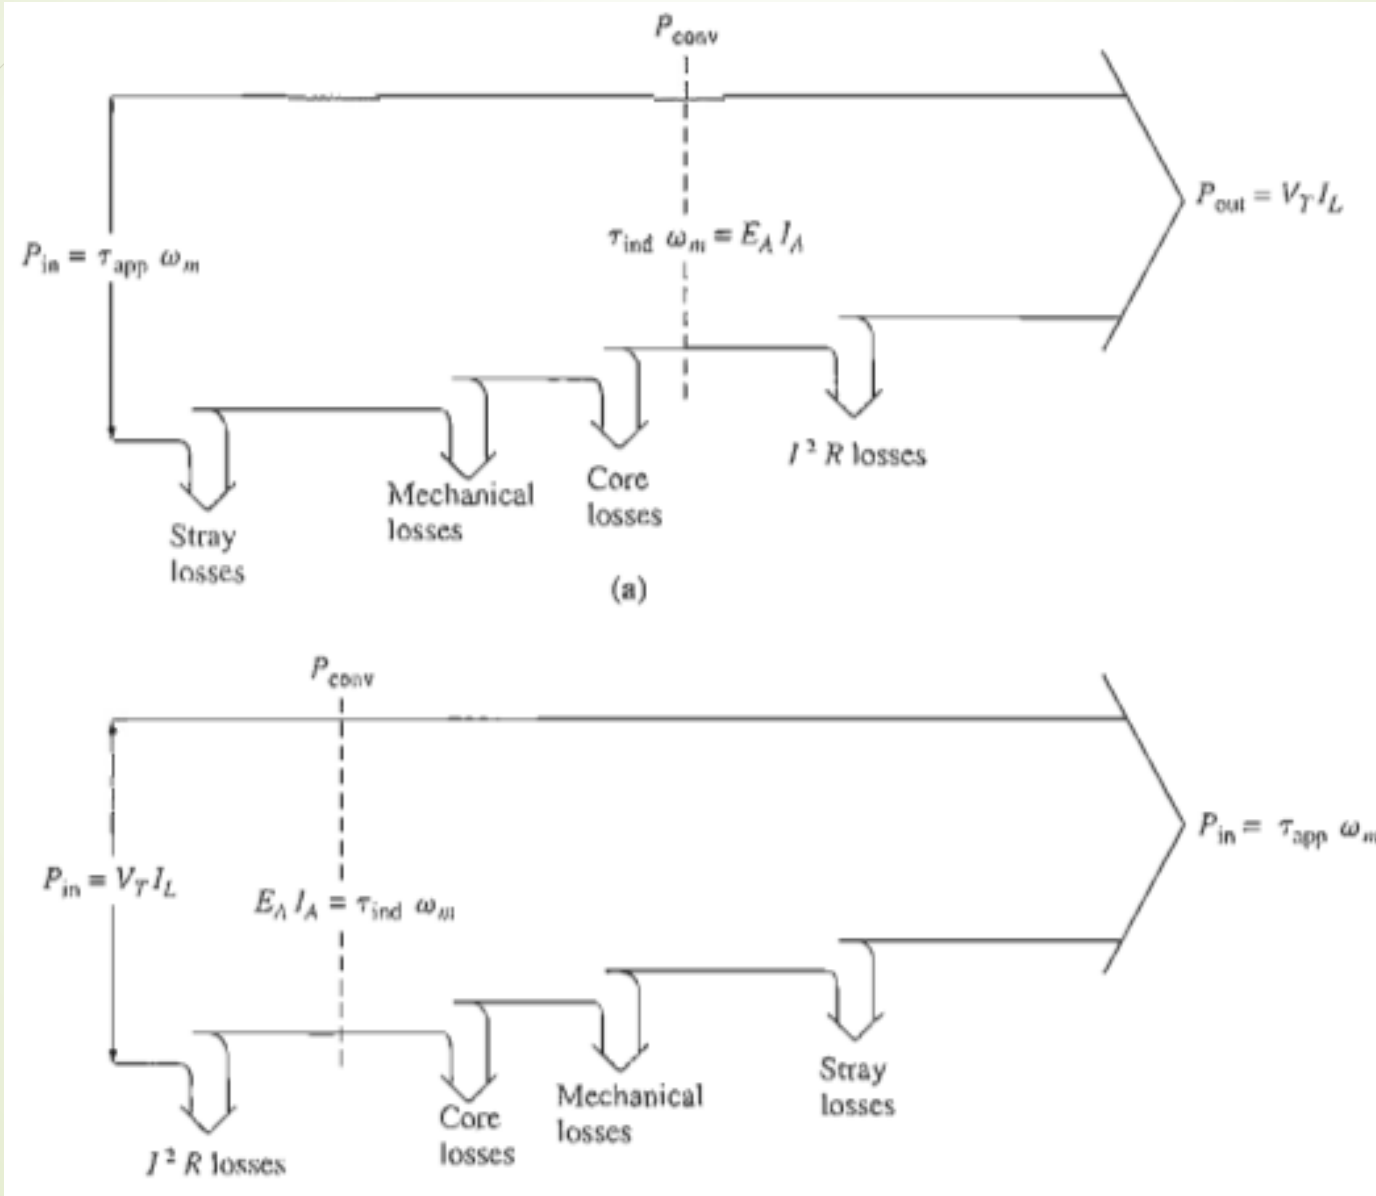 P_conv
P_out = V_T I_L
τ_ind ω_m = E_A I_A
P_in = τ_app ω_m
I² R losses
Mechanical
losses
Core
losses
Stray
losses
(a)
P_conv
P_in = τ_app ω_m
P_in = V_T I_L
E_A I_A = τ_ind ω_m
Stray
losses
Mechanical
losses
Core
losses
I² R losses